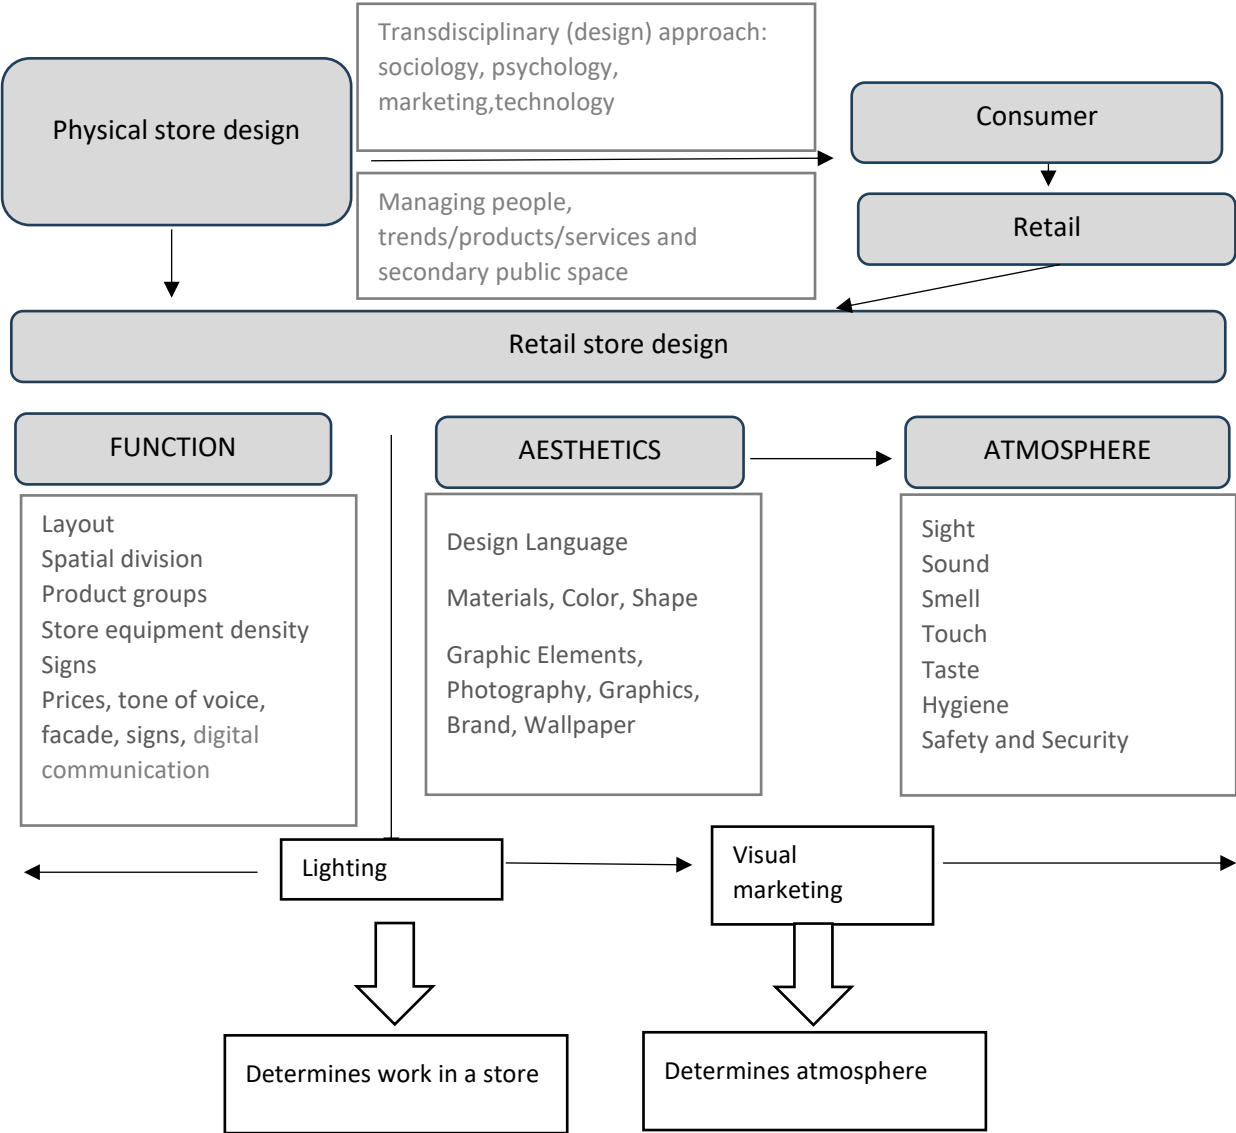 Transdisciplinary (design) approach:
sociology, psychology,
marketing,technology
Physical store design
Consumer
Managing people,
trends/products/services and
secondary public space
Retail
Retail store design
FUNCTION
AESTHETICS
ATMOSPHERE
Layout
Spatial division
Product groups
Store equipment density
Signs
Prices, tone of voice,
facade, signs, digital
communication
Design Language
Materials, Color, Shape
Graphic Elements,
Photography, Graphics,
Brand, Wallpaper
Sight
Sound
Smell
Touch
Taste
Hygiene
Safety and Security
Lighting
Visual
marketing
Determines work in a store
Determines atmosphere